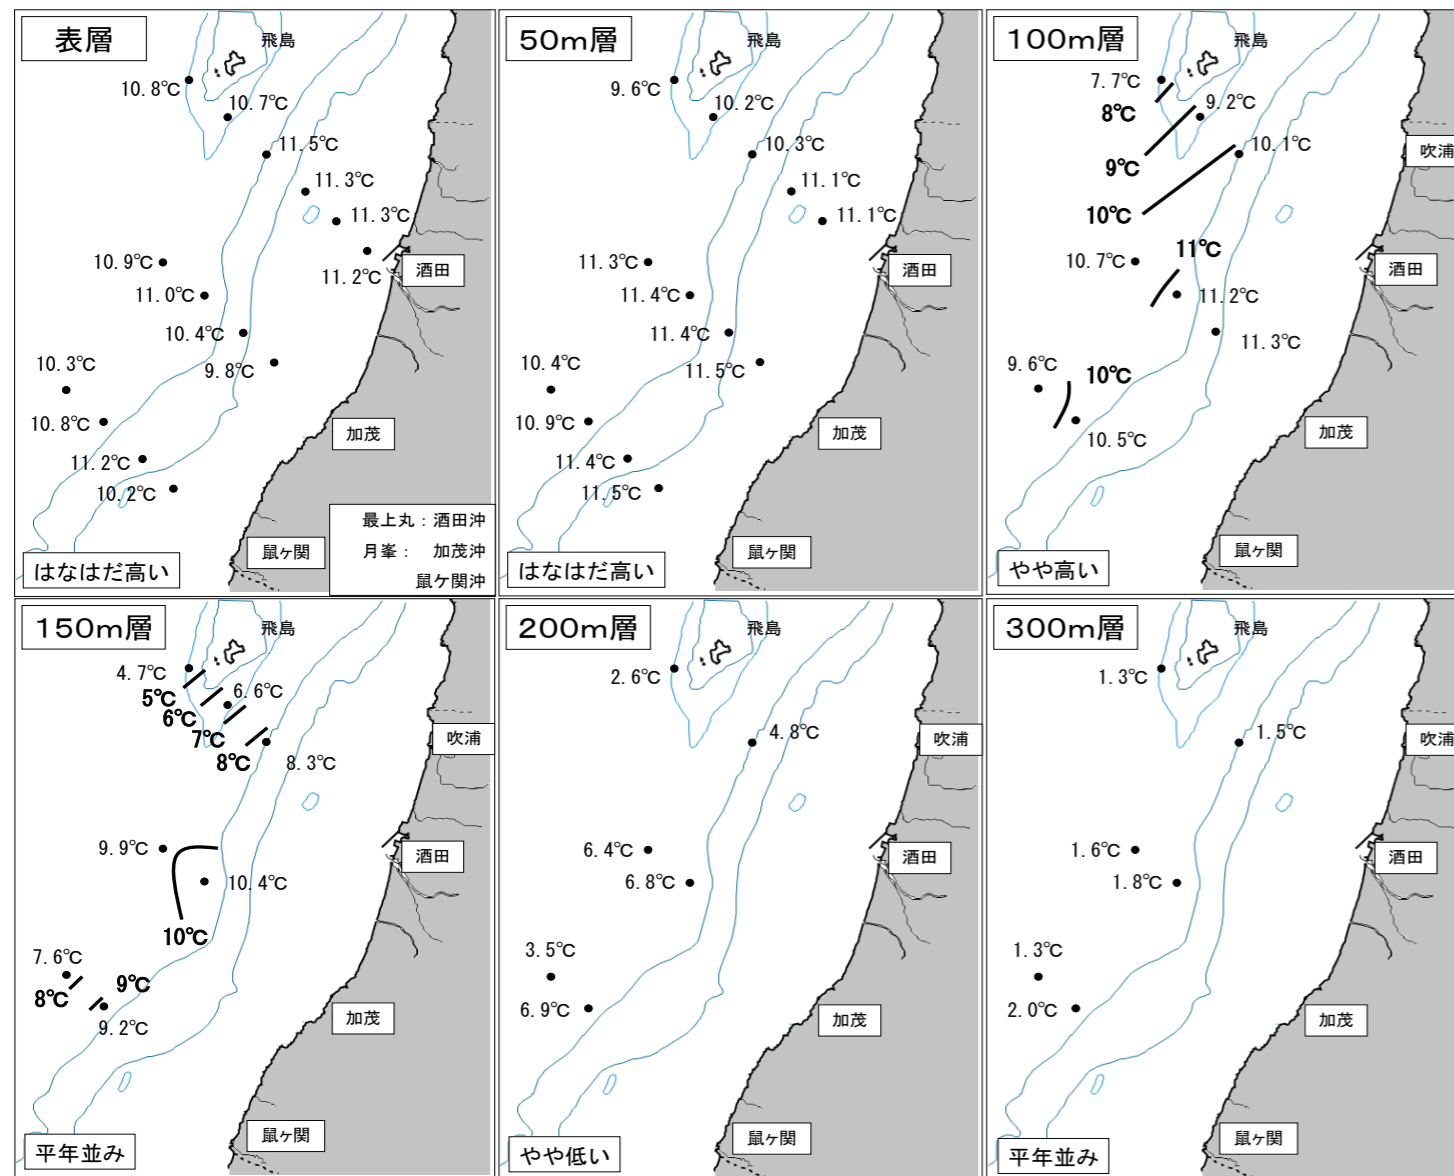 表層
飛島
10.8℃
10.7℃
11.5℃
11.3℃
11.3℃
11.2℃
酒田
10.9℃
11.0℃
10.4℃
9.8℃
10.3℃
10.8℃
加茂
11.2℃
10.2℃
最上丸：酒田沖
月峯： 加茂沖
鼠ヶ関沖
鼠ヶ関
はなはだ高い
50m層
飛島
9.6℃
10.2℃
10.3℃
11.1℃
11.1℃
酒田
11.3℃
11.4℃
11.4℃
11.5℃
10.4℃
10.9℃
加茂
11.4℃
11.5℃
鼠ヶ関
はなはだ高い
100m層
飛島
7.7℃
8℃
9.2℃
10.1℃
吹浦
9℃
10℃
11℃
10.7℃
酒田
11.2℃
11.3℃
9.6℃
10℃
10.5℃
加茂
鼠ヶ関
やや高い
150m層
飛島
4.7℃
5℃
6.6℃
6℃
7℃
吹浦
8℃
8.3℃
9.9℃
酒田
10.4℃
10℃
7.6℃
9℃
8℃
9.2℃
加茂
鼠ヶ関
平年並み
200m層
飛島
2.6℃
4.8℃
吹浦
6.4℃
酒田
6.8℃
3.5℃
6.9℃
加茂
鼠ヶ関
やや低い
300m層
飛島
1.3℃
1.5℃
吹浦
1.6℃
酒田
1.8℃
1.3℃
2.0℃
加茂
鼠ヶ関
平年並み